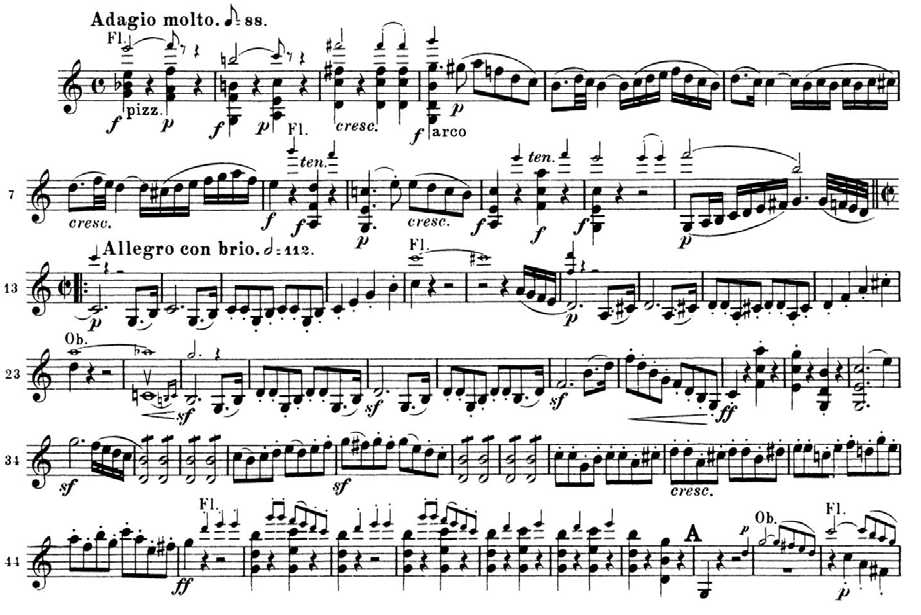 Adagio molto. ♪= 88.
Fl.
f pizz. p f p cresc. f arco p
7 cresc. f Fl. ten. f p cresc. f ten. f f p
Allegro con brio. 𝅗𝅥= 112.
13 p Fl. p
Ob.
23 sf sf sf ff
34 sf sf cresc.
44 ff Fl. A p Ob. Fl. p